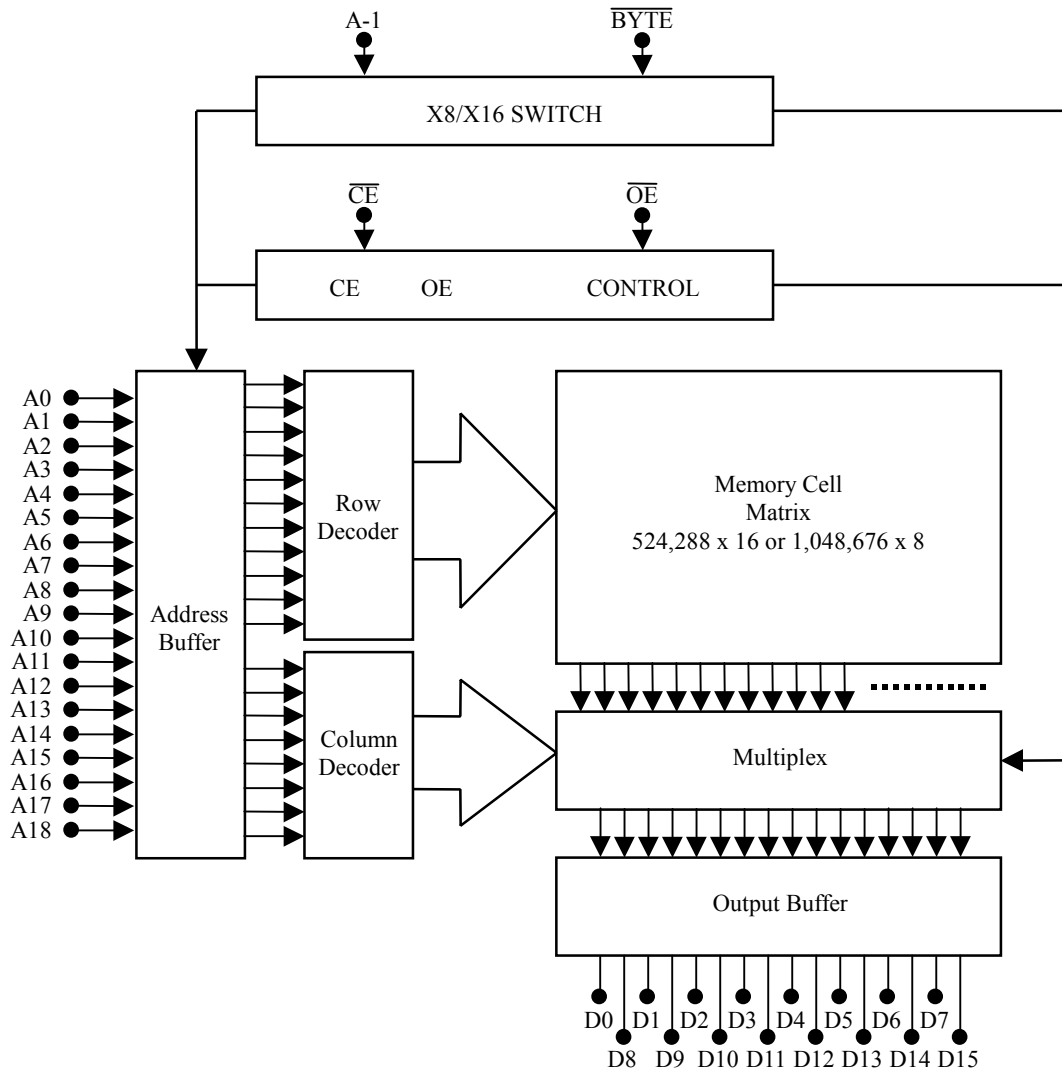 A-1 BYTE
X8/X16 SWITCH
CE OE
CE OE CONTROL
A0
A1
A2
A3
A4
A5
A6
A7
A8
A9
A10
A11
A12
A13
A14
A15
A16
A17
A18
Address
Buffer
Row
Decoder
Column
Decoder
Memory Cell
Matrix
524,288 x 16 or 1,048,676 x 8
Multiplex
Output Buffer
D0 D1 D2 D3 D4 D5 D6 D7
D8 D9 D10 D11 D12 D13 D14 D15